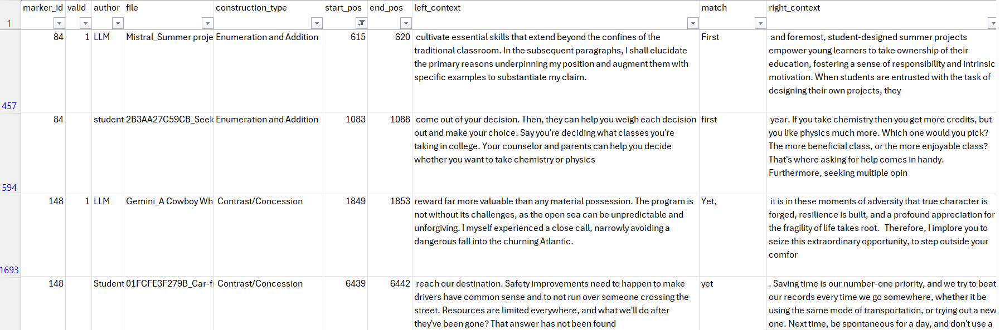 marker_id valid author file construction_type start_pos end_pos left_context match right_context
1
84 1 LLM Mistral_Summer proje Enumeration and Addition 615 620 cultivate essential skills that extend beyond the confines of the First and foremost, student-designed summer projects
traditional classroom. In the subsequent paragraphs, I shall elucidate empower young learners to take ownership of their
the primary reasons underpinning my position and augment them with education, fostering a sense of responsibility and intrinsic
specific examples to substantiate my claim. motivation. When students are entrusted with the task of
designing their own projects, they
457
84 student 2B3AA27C59CB_Seek Enumeration and Addition 1083 1088 come out of your decision. Then, they can help you weigh each decision first year. If you take chemistry then you get more credits, but
out and make your choice. Say you're deciding what classes you're you like physics much more. Which one would you pick?
taking in college. Your counselor and parents can help you decide The more beneficial class, or the more enjoyable class?
whether you want to take chemistry or physics That's where asking for help comes in handy.
Furthermore, seeking multiple opin
594
148 1 LLM Gemini_A Cowboy Wh Contrast/Concession 1849 1853 reward far more valuable than any material possession. The program is Yet, it is in these moments of adversity that true character is
not without its challenges, as the open sea can be unpredictable and forged, resilience is built, and a profound appreciation for
unforgiving. I myself experienced a close call, narrowly avoiding a the fragility of life takes root. Therefore, I implore you to
dangerous fall into the churning Atlantic. seize this extraordinary opportunity, to step outside your
comfor
1693
148 Student 01FCFE3F279B_Car-f Contrast/Concession 6439 6442 reach our destination. Safety improvements need to happen to make yet . Saving time is our number-one priority, and we try to beat
drivers have common sense and to not run over someone crossing the our records every time we go somewhere, whether it be
street. Resources are limited everywhere, and what we'll do after using the same mode of transportation, or trying out a new
they've been gone? That answer has not been found one. Next time, be spontaneous for a day, and don't use a